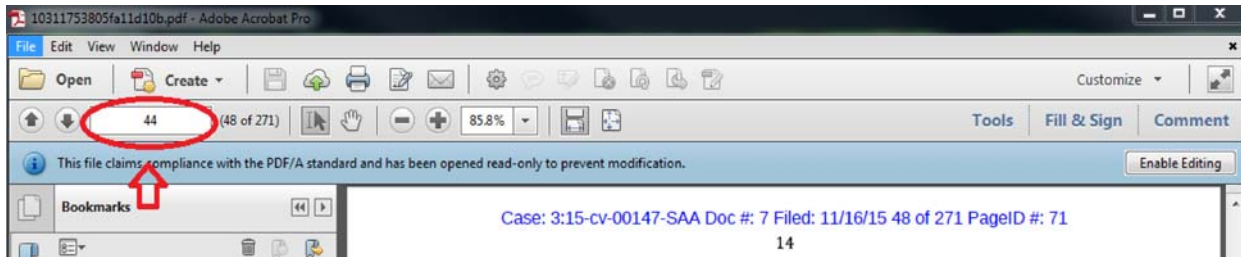 10311753805fa11d10b.pdf - Adobe Acrobat Pro
File Edit View Window Help
Open Create Customize
44 (48 of 271) 85.8% Tools Fill & Sign Comment
This file claims compliance with the PDF/A standard and has been opened read-only to prevent modification. Enable Editing
Bookmarks
Case: 3:15-cv-00147-SAA Doc #: 7 Filed: 11/16/15 48 of 271 PageID #: 71
14